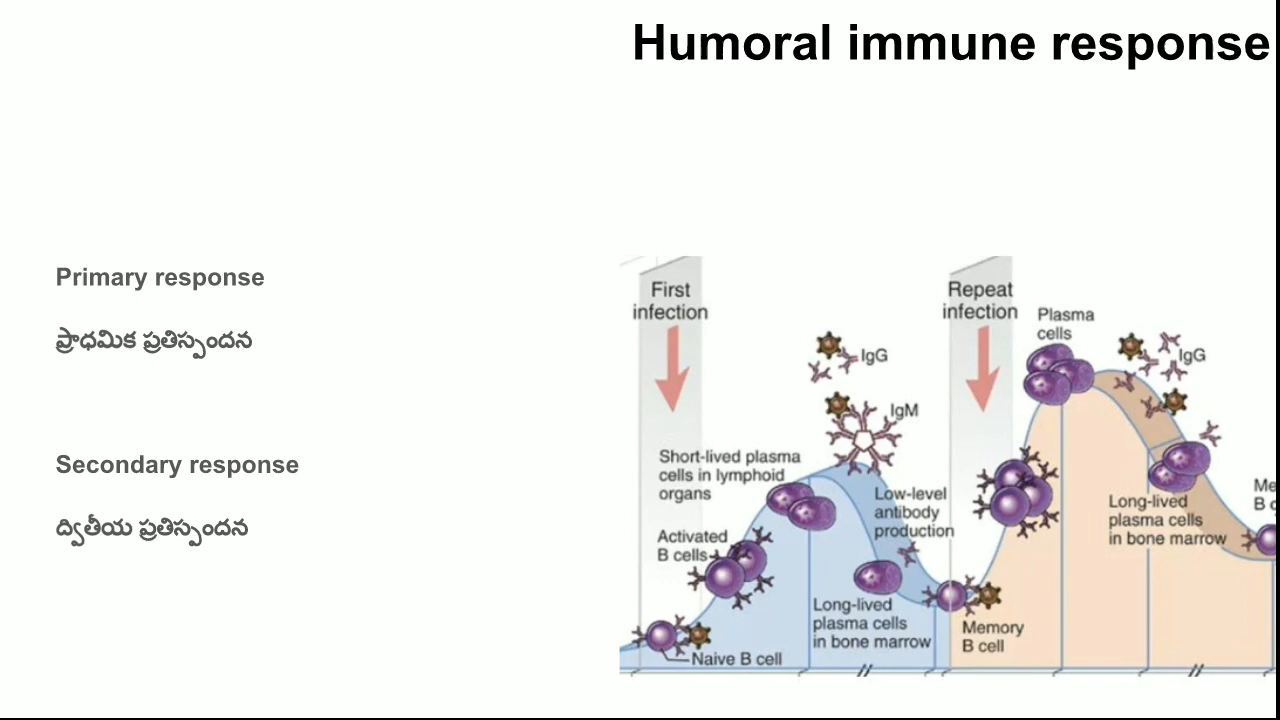 Humoral immune response
Primary response
ప్రాధమిక ప్రతిస్పందన
Secondary response
ద్వితీయ ప్రతిస్పందన
First
infection
Repeat
infection
Plasma
cells
IgG
IgG
IgM
Short-lived plasma
cells in lymphoid
organs
Low-level
antibody
production
Activated
B cells
Long-lived
plasma cells
in bone marrow
Long-lived
plasma cells
in bone marrow
Memory
B cell
Naive B cell
Me
B c